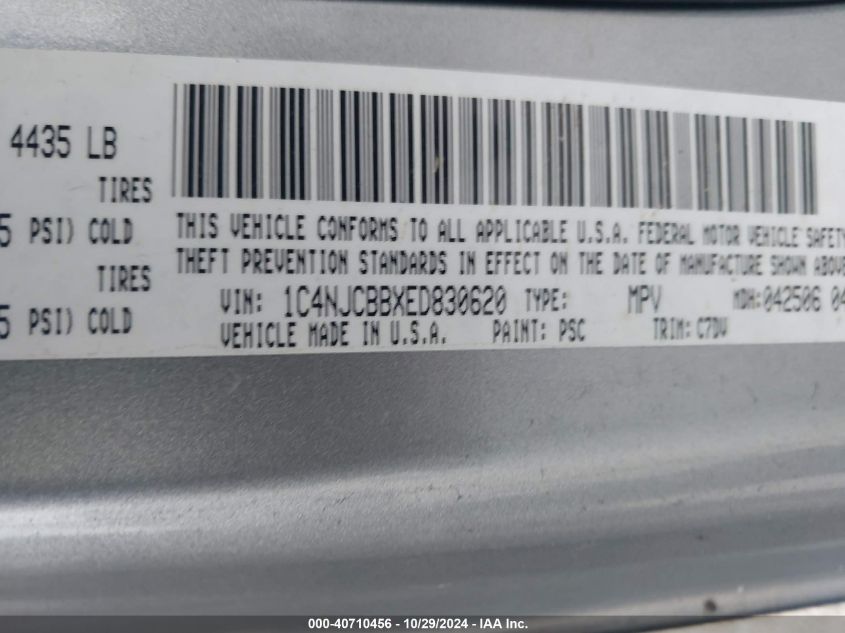 4435 LB
TIRES
5 PSI) COLD
TIRES
5 PSI) COLD
THIS VEHICLE CONFORMS TO ALL APPLICABLE U.S.A. FEDERAL MOTOR VEHICLE SAFETY
THEFT PREVENTION STANDARDS IN EFFECT ON THE DATE OF MANUFACTURE SHOWN ABOVE
VIN: 1C4NJCBBXED830620 TYPE: MPV MDH:042506 04
VEHICLE MADE IN U.S.A. PAINT: PSC TRIM: C7DV
000-40710456 - 10/29/2024 - IAA Inc.